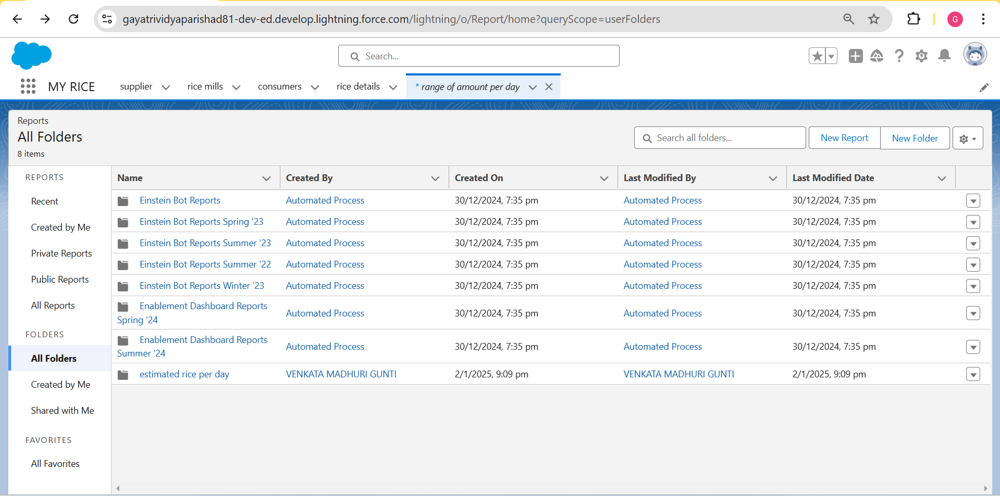 gayatrividyaparishad81-dev-ed.develop.lightning.force.com/lightning/o/Report/home?queryScope=userFolders
G
Search...
MY RICE
supplier
rice mills
consumers
rice details
* range of amount per day
Reports
All Folders
8 items
Search all folders...
New Report
New Folder
REPORTS
Recent
Created by Me
Private Reports
Public Reports
All Reports
FOLDERS
All Folders
Created by Me
Shared with Me
FAVORITES
All Favorites
Name Created By Created On Last Modified By Last Modified Date
Einstein Bot Reports Automated Process 30/12/2024, 7:35 pm Automated Process 30/12/2024, 7:35 pm
Einstein Bot Reports Spring '23 Automated Process 30/12/2024, 7:35 pm Automated Process 30/12/2024, 7:35 pm
Einstein Bot Reports Summer '23 Automated Process 30/12/2024, 7:35 pm Automated Process 30/12/2024, 7:35 pm
Einstein Bot Reports Summer ‘22 Automated Process 30/12/2024, 7:35 pm Automated Process 30/12/2024, 7:35 pm
Einstein Bot Reports Winter '23 Automated Process 30/12/2024, 7:35 pm Automated Process 30/12/2024, 7:35 pm
Enablement Dashboard Reports
Spring '24 Automated Process 30/12/2024, 7:35 pm Automated Process 30/12/2024, 7:35 pm
Enablement Dashboard Reports
Summer '24 Automated Process 30/12/2024, 7:35 pm Automated Process 30/12/2024, 7:35 pm
estimated rice per day VENKATA MADHURI GUNTI 2/1/2025, 9:09 pm VENKATA MADHURI GUNTI 2/1/2025, 9:09 pm